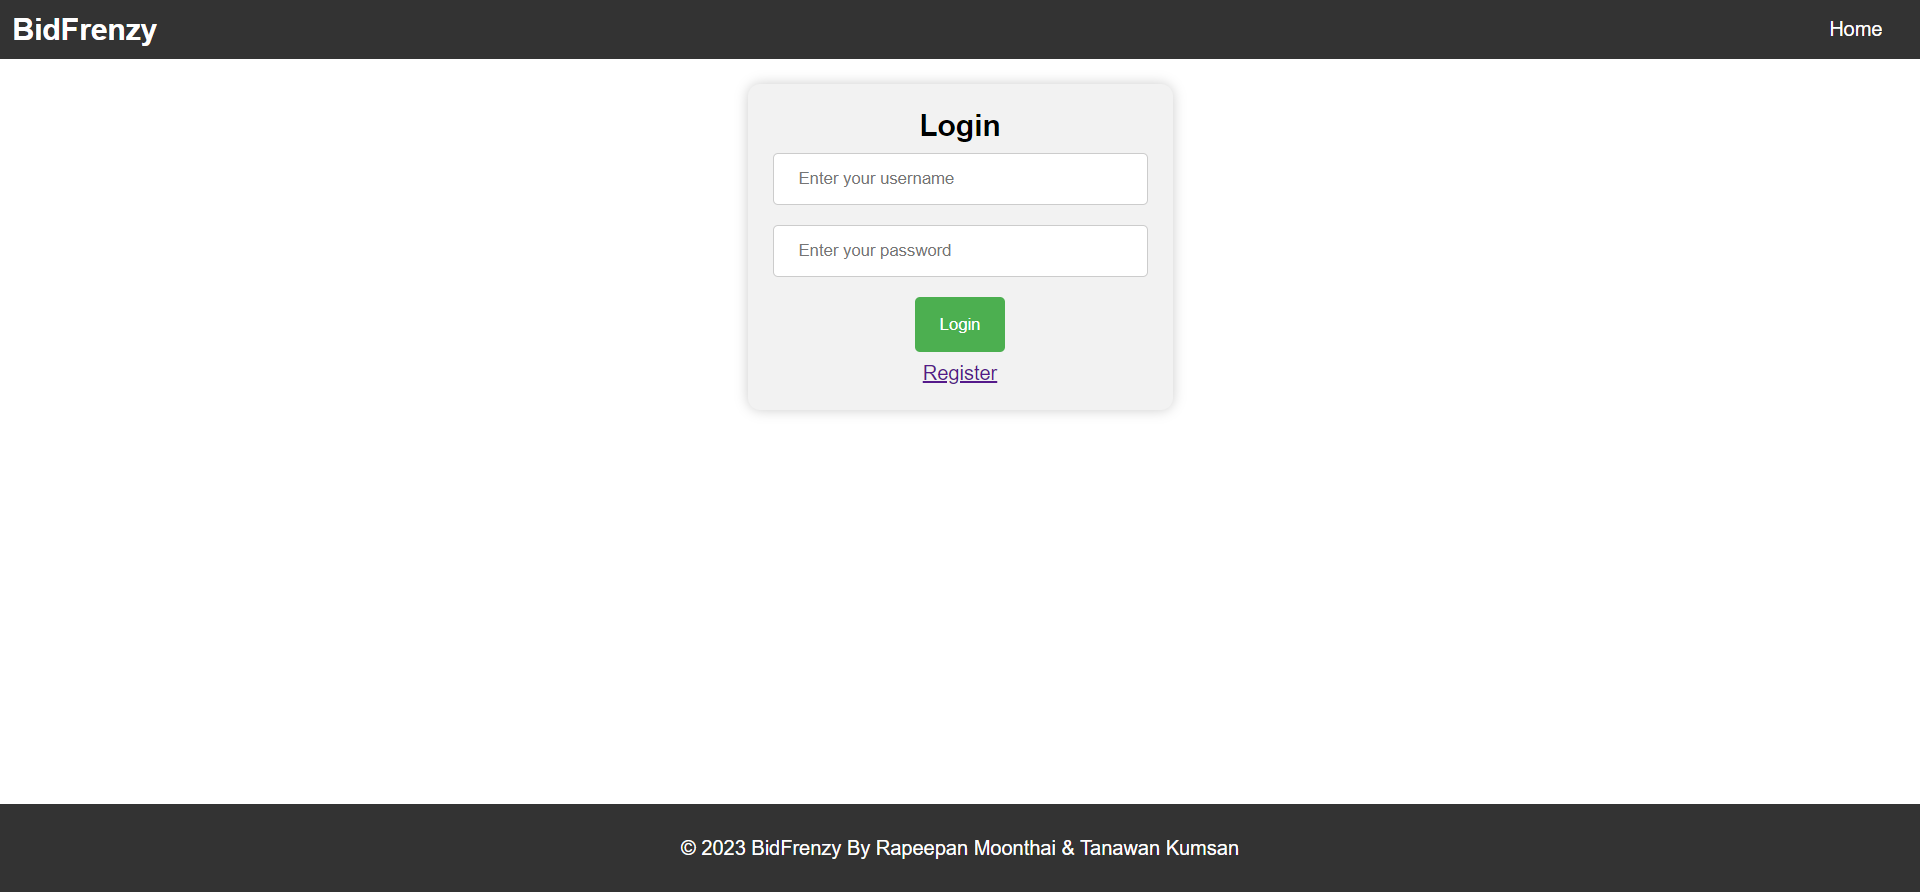 BidFrenzy
Home
Login
Enter your username
Enter your password
Login
Register
© 2023 BidFrenzy By Rapeepan Moonthai & Tanawan Kumsan